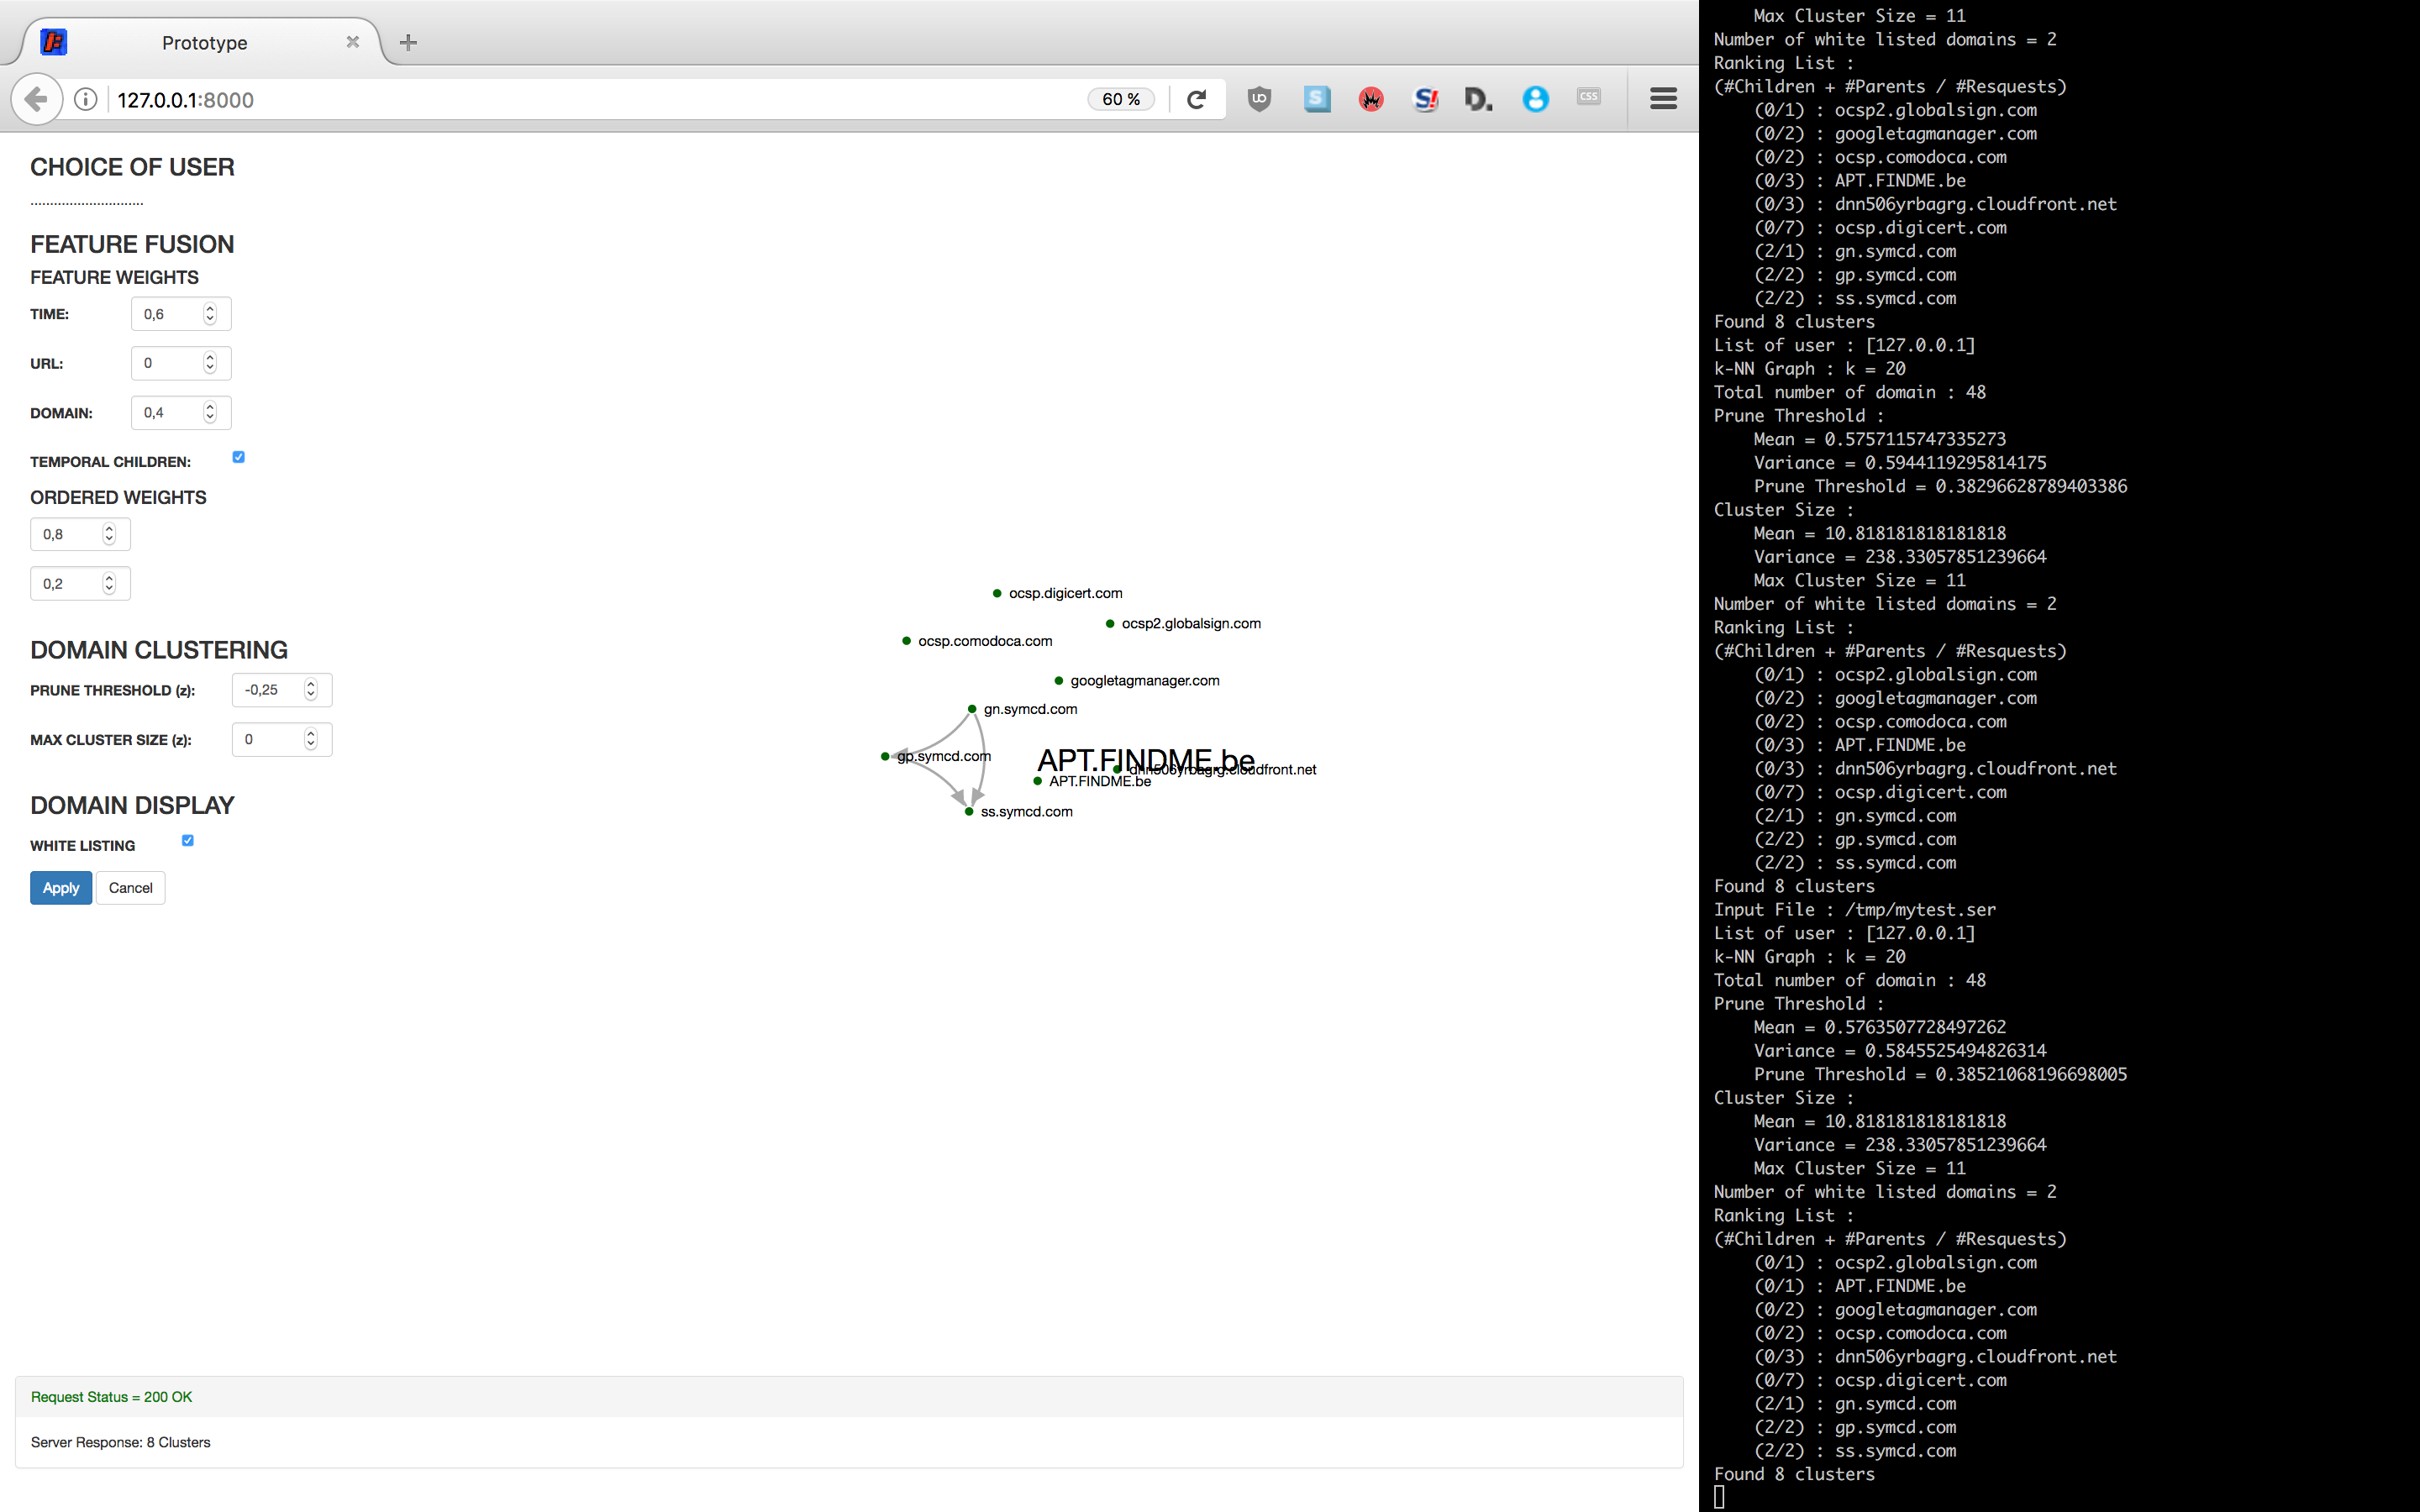 Prototype
127.0.0.1:8000
60 %
CHOICE OF USER
.............................
FEATURE FUSION
FEATURE WEIGHTS
TIME: 0,6
URL: 0
DOMAIN: 0,4
TEMPORAL CHILDREN:
ORDERED WEIGHTS
0,8
0,2
DOMAIN CLUSTERING
PRUNE THRESHOLD (z): -0,25
MAX CLUSTER SIZE (z): 0
DOMAIN DISPLAY
WHITE LISTING
Apply Cancel
ocsp.digicert.com
ocsp2.globalsign.com
ocsp.comodoca.com
googletagmanager.com
gn.symcd.com
gp.symcd.com
APT.FINDME.be
dnn506yrbagrg.cloudfront.net
APT.FINDME.be
ss.symcd.com
Request Status = 200 OK
Server Response: 8 Clusters
Max Cluster Size = 11
Number of white listed domains = 2
Ranking List :
(#Children + #Parents / #Resquests)
(0/1) : ocsp2.globalsign.com
(0/2) : googletagmanager.com
(0/2) : ocsp.comodoca.com
(0/3) : APT.FINDME.be
(0/3) : dnn506yrbagrg.cloudfront.net
(0/7) : ocsp.digicert.com
(2/1) : gn.symcd.com
(2/2) : gp.symcd.com
(2/2) : ss.symcd.com
Found 8 clusters
List of user : [127.0.0.1]
k-NN Graph : k = 20
Total number of domain : 48
Prune Threshold :
Mean = 0.5757115747335273
Variance = 0.5944119295814175
Prune Threshold = 0.38296628789403386
Cluster Size :
Mean = 10.818181818181818
Variance = 238.33057851239664
Max Cluster Size = 11
Number of white listed domains = 2
Ranking List :
(#Children + #Parents / #Resquests)
(0/1) : ocsp2.globalsign.com
(0/2) : googletagmanager.com
(0/2) : ocsp.comodoca.com
(0/3) : APT.FINDME.be
(0/3) : dnn506yrbagrg.cloudfront.net
(0/7) : ocsp.digicert.com
(2/1) : gn.symcd.com
(2/2) : gp.symcd.com
(2/2) : ss.symcd.com
Found 8 clusters
Input File : /tmp/mytest.ser
List of user : [127.0.0.1]
k-NN Graph : k = 20
Total number of domain : 48
Prune Threshold :
Mean = 0.5763507728497262
Variance = 0.5845525494826314
Prune Threshold = 0.38521068196698005
Cluster Size :
Mean = 10.818181818181818
Variance = 238.33057851239664
Max Cluster Size = 11
Number of white listed domains = 2
Ranking List :
(#Children + #Parents / #Resquests)
(0/1) : ocsp2.globalsign.com
(0/1) : APT.FINDME.be
(0/2) : googletagmanager.com
(0/2) : ocsp.comodoca.com
(0/3) : dnn506yrbagrg.cloudfront.net
(0/7) : ocsp.digicert.com
(2/1) : gn.symcd.com
(2/2) : gp.symcd.com
(2/2) : ss.symcd.com
Found 8 clusters